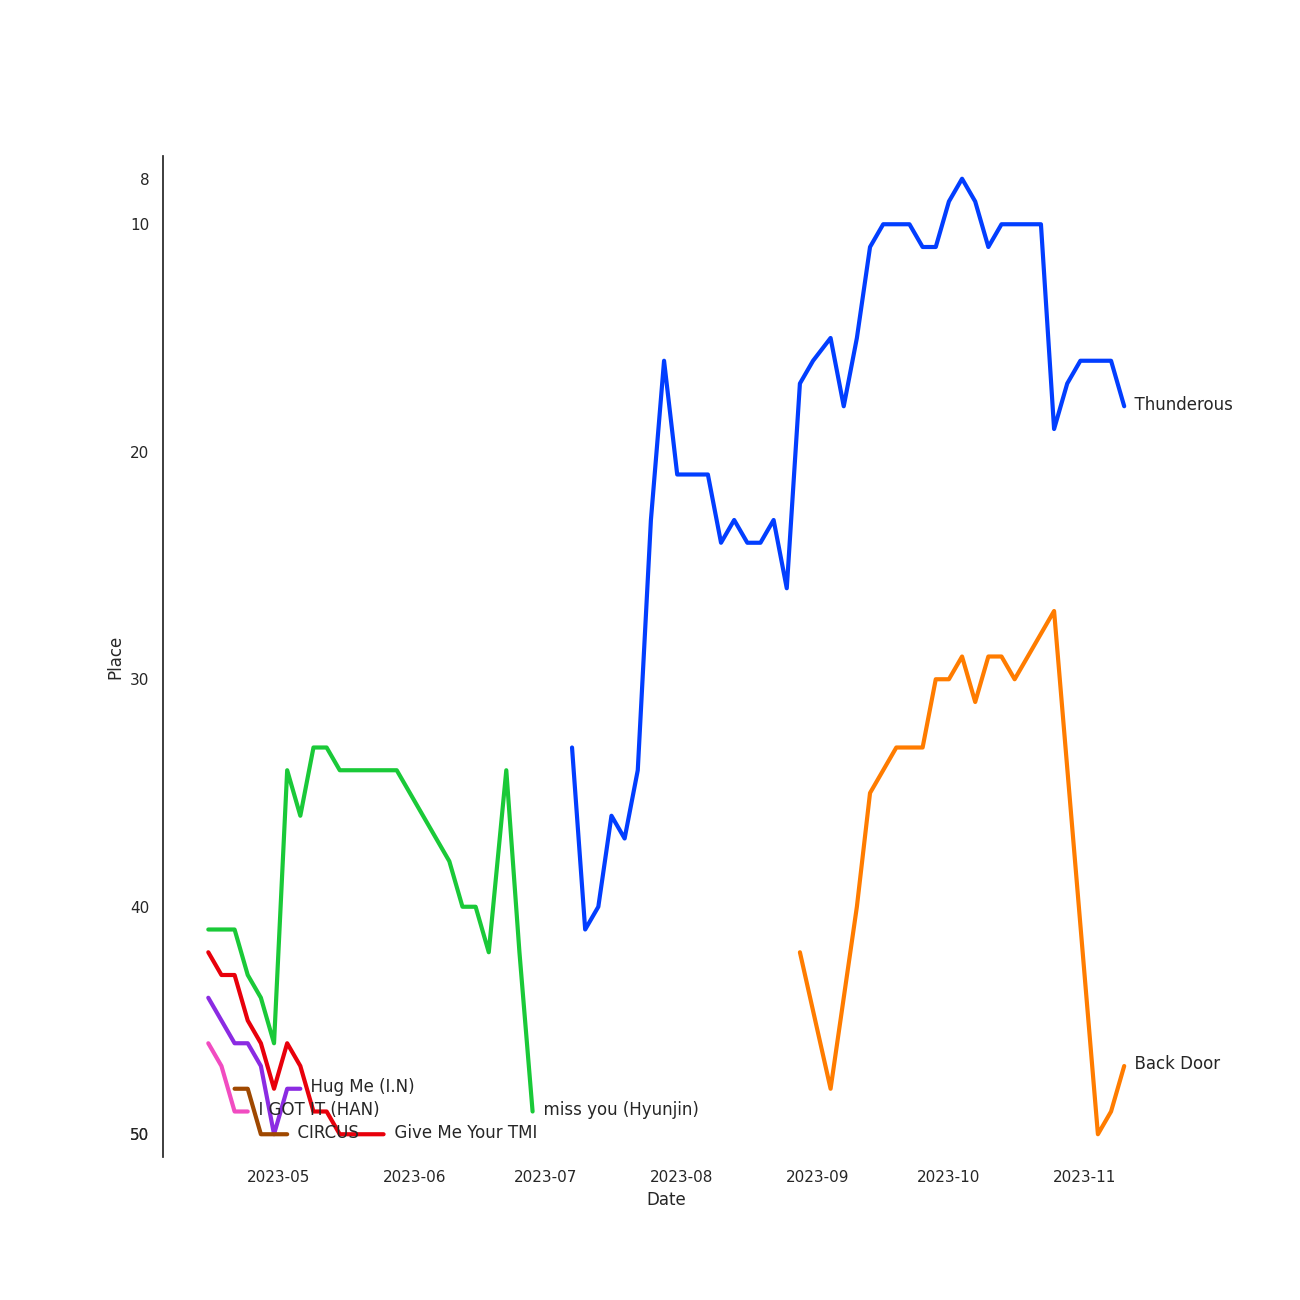 8
10
20
30
40
50
Place
Thunderous
Back Door
Hug Me (I.N)
I GOT IT (HAN)
miss you (Hyunjin)
CIRCUS
Give Me Your TMI
2023-05
2023-06
2023-07
2023-08
2023-09
2023-10
2023-11
Date